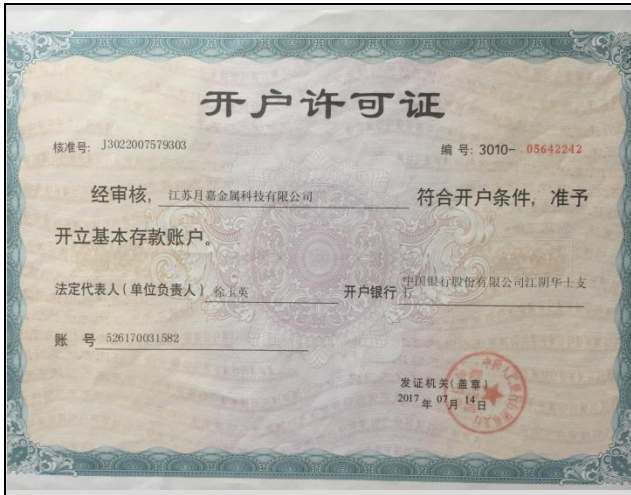 开户许可证
核准号: J3022007579303
编 号: 3010- 05642242
经审核, 江苏月嘉金属科技有限公司 符合开户条件, 准予
开立基本存款账户。
法定代表人(单位负责人) 徐玉英 开户银行 中国银行股份有限公司江阴华士支
行
账 号 526170031582
发证机关(盖章)
2017 年 07 月 14 日